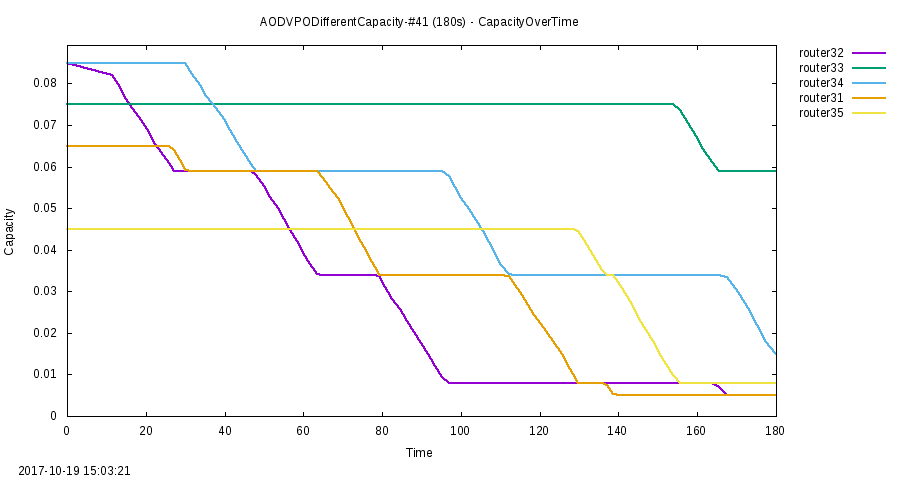 AODVPODifferentCapacity-#41 (180s) - CapacityOverTime
router32
router33
router34
router31
router35
0.08
0.07
0.06
0.05
0.04
0.03
0.02
0.01
0
Capacity
0 20 40 60 80 100 120 140 160 180
Time
2017-10-19 15:03:21